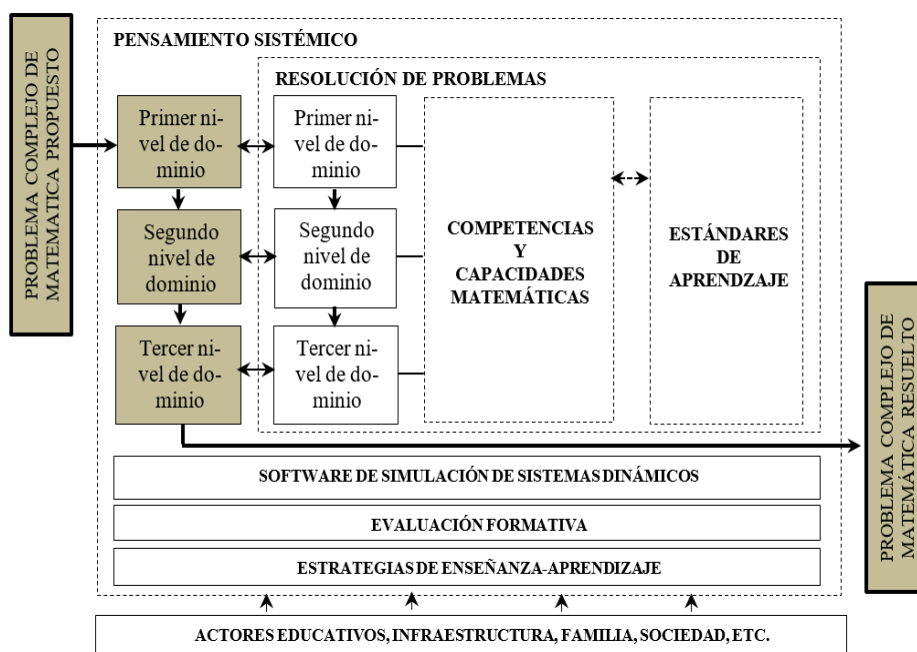 PROBLEMA COMPLEJO DE
MATEMATICA PROPUESTO
PENSAMIENTO SISTÉMICO
RESOLUCIÓN DE PROBLEMAS
Primer ni-
vel de do-
minio
Segundo
nivel de
dominio
Tercer ni-
vel de do-
minio
Primer ni-
vel de do-
minio
Segundo
nivel de
dominio
Tercer ni-
vel de do-
minio
COMPETENCIAS
Y
CAPACIDADES
MATEMÁTICAS
ESTÁNDARES
DE
APRENDZAJE
PROBLEMA COMPLEJO DE
MATEMÁTICA RESUELTO
SOFTWARE DE SIMULACIÓN DE SISTEMAS DINÁMICOS
EVALUACIÓN FORMATIVA
ESTRATEGIAS DE ENSEÑANZA-APRENDIZAJE
ACTORES EDUCATIVOS, INFRAESTRUCTURA, FAMILIA, SOCIEDAD, ETC.